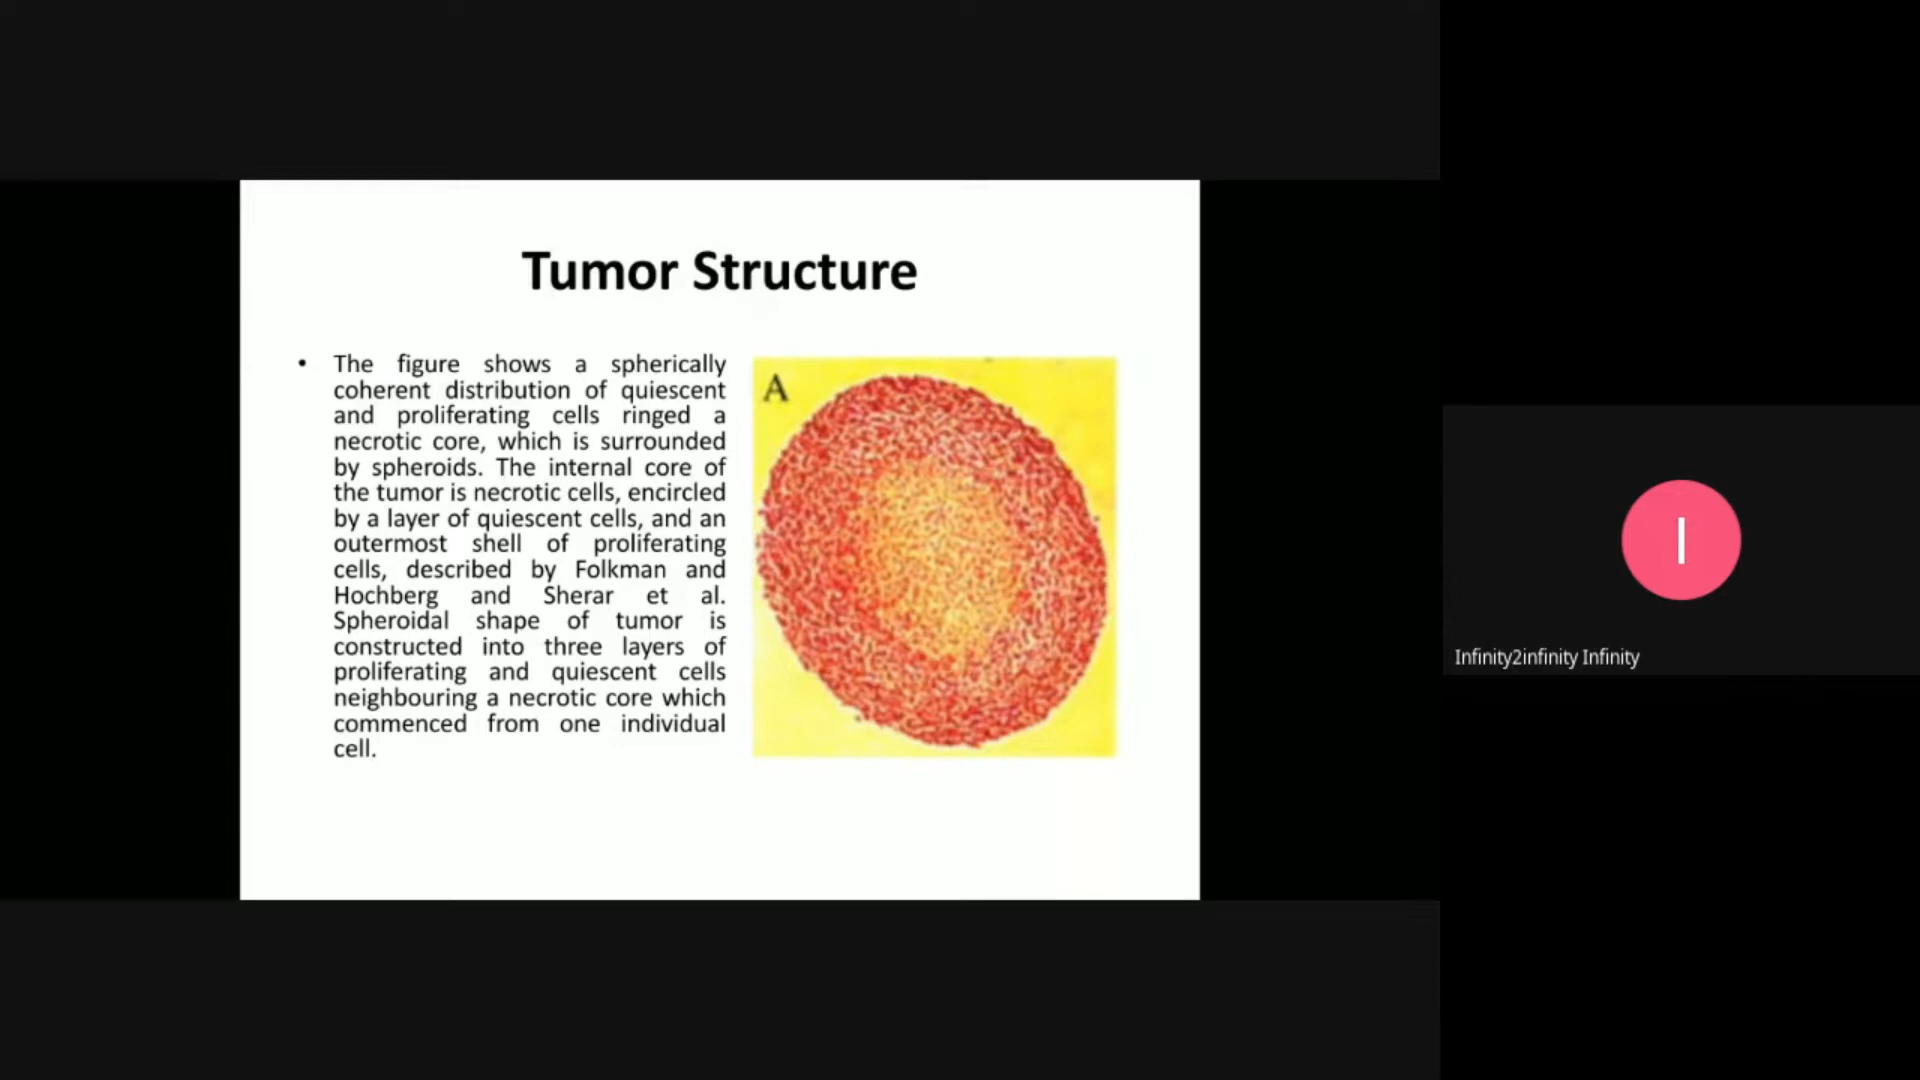 Tumor Structure
• The figure shows a spherically
coherent distribution of quiescent
and proliferating cells ringed a
necrotic core, which is surrounded
by spheroids. The internal core of
the tumor is necrotic cells, encircled
by a layer of quiescent cells, and an
outermost shell of proliferating
cells, described by Folkman and
Hochberg and Sherar et al.
Spheroidal shape of tumor is
constructed into three layers of
proliferating and quiescent cells
neighbouring a necrotic core which
commenced from one individual
cell.
A
I
Infinity2infinity Infinity